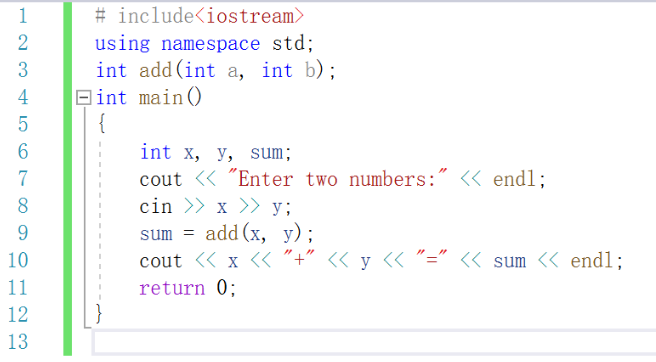 1 # include<iostream>
2 using namespace std;
3 int add(int a, int b);
4 int main()
5 {
6 int x, y, sum;
7 cout << "Enter two numbers:" << endl;
8 cin >> x >> y;
9 sum = add(x, y);
10 cout << x << "+" << y << "=" << sum << endl;
11 return 0;
12 }
13